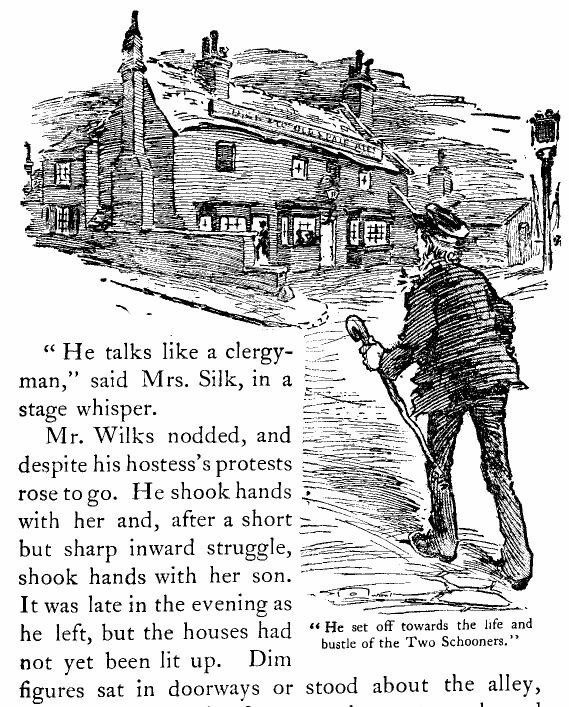 “ He talks like a clergy-
man,” said Mrs. Silk, in a
stage whisper.
Mr. Wilks nodded, and
despite his hostess’s protests
rose to go. He shook hands
with her and, after a short
but sharp inward struggle,
shook hands with her son.
It was late in the evening as
he left, but the houses had
not yet been lit up. Dim
figures sat in doorways or stood about the alley,
“ He set off towards the life and
bustle of the Two Schooners.”